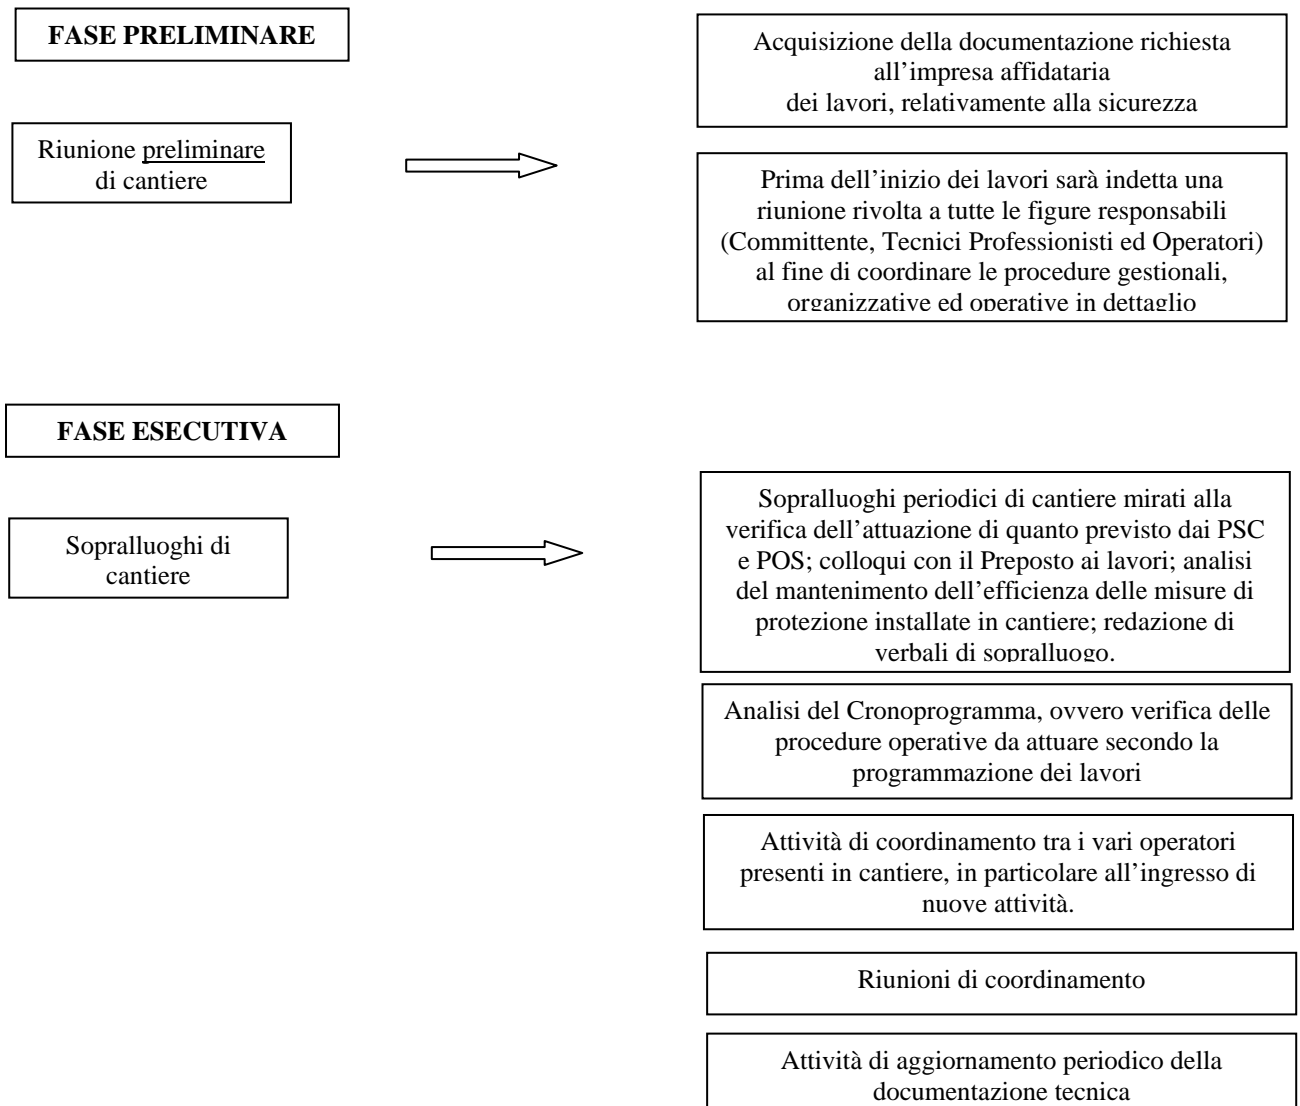 FASE PRELIMINARE
Riunione preliminare
di cantiere
Acquisizione della documentazione richiesta
all’impresa affidataria
dei lavori, relativamente alla sicurezza
Prima dell’inizio dei lavori sarà indetta una
riunione rivolta a tutte le figure responsabili
(Committente, Tecnici Professionisti ed Operatori)
al fine di coordinare le procedure gestionali,
organizzative ed operative in dettaglio
FASE ESECUTIVA
Sopralluoghi di
cantiere
Sopralluoghi periodici di cantiere mirati alla
verifica dell’attuazione di quanto previsto dai PSC
e POS; colloqui con il Preposto ai lavori; analisi
del mantenimento dell’efficienza delle misure di
protezione installate in cantiere; redazione di
verbali di sopralluogo.
Analisi del Cronoprogramma, ovvero verifica delle
procedure operative da attuare secondo la
programmazione dei lavori
Attività di coordinamento tra i vari operatori
presenti in cantiere, in particolare all’ingresso di
nuove attività.
Riunioni di coordinamento
Attività di aggiornamento periodico della
documentazione tecnica